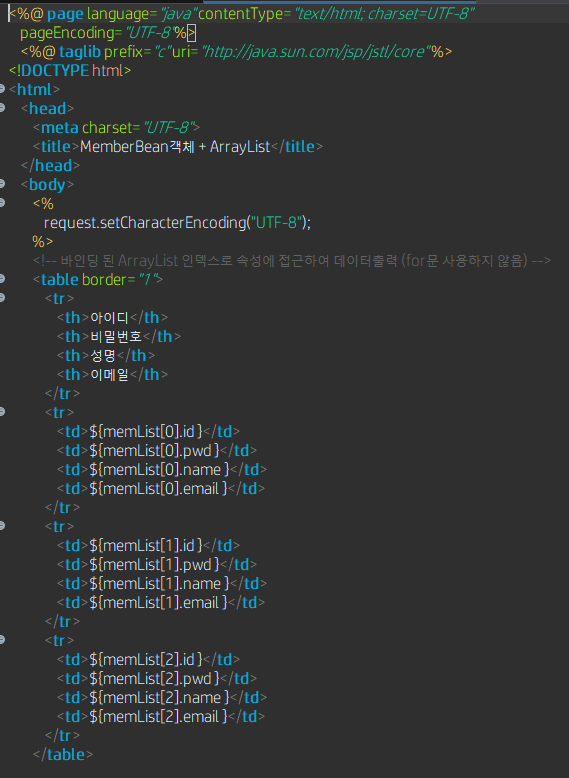 <%@ page language="java" contentType="text/html; charset=UTF-8"
pageEncoding="UTF-8"%>
<%@ taglib prefix="c" uri="http://java.sun.com/jsp/jstl/core"%>
<!DOCTYPE html>
<html>
<head>
<meta charset="UTF-8">
<title>MemberBean객체 + ArrayList</title>
</head>
<body>
<%
request.setCharacterEncoding("UTF-8");
%>
<!-- 바인딩 된 ArrayList 인덱스로 속성에 접근하여 데이터출력 (for문 사용하지 않음) -->
<table border="1">
<tr>
<th>아이디</th>
<th>비밀번호</th>
<th>성명</th>
<th>이메일</th>
</tr>
<tr>
<td>${memList[0].id }</td>
<td>${memList[0].pwd }</td>
<td>${memList[0].name }</td>
<td>${memList[0].email }</td>
</tr>
<tr>
<td>${memList[1].id }</td>
<td>${memList[1].pwd }</td>
<td>${memList[1].name }</td>
<td>${memList[1].email }</td>
</tr>
<tr>
<td>${memList[2].id }</td>
<td>${memList[2].pwd }</td>
<td>${memList[2].name }</td>
<td>${memList[2].email }</td>
</tr>
</table>